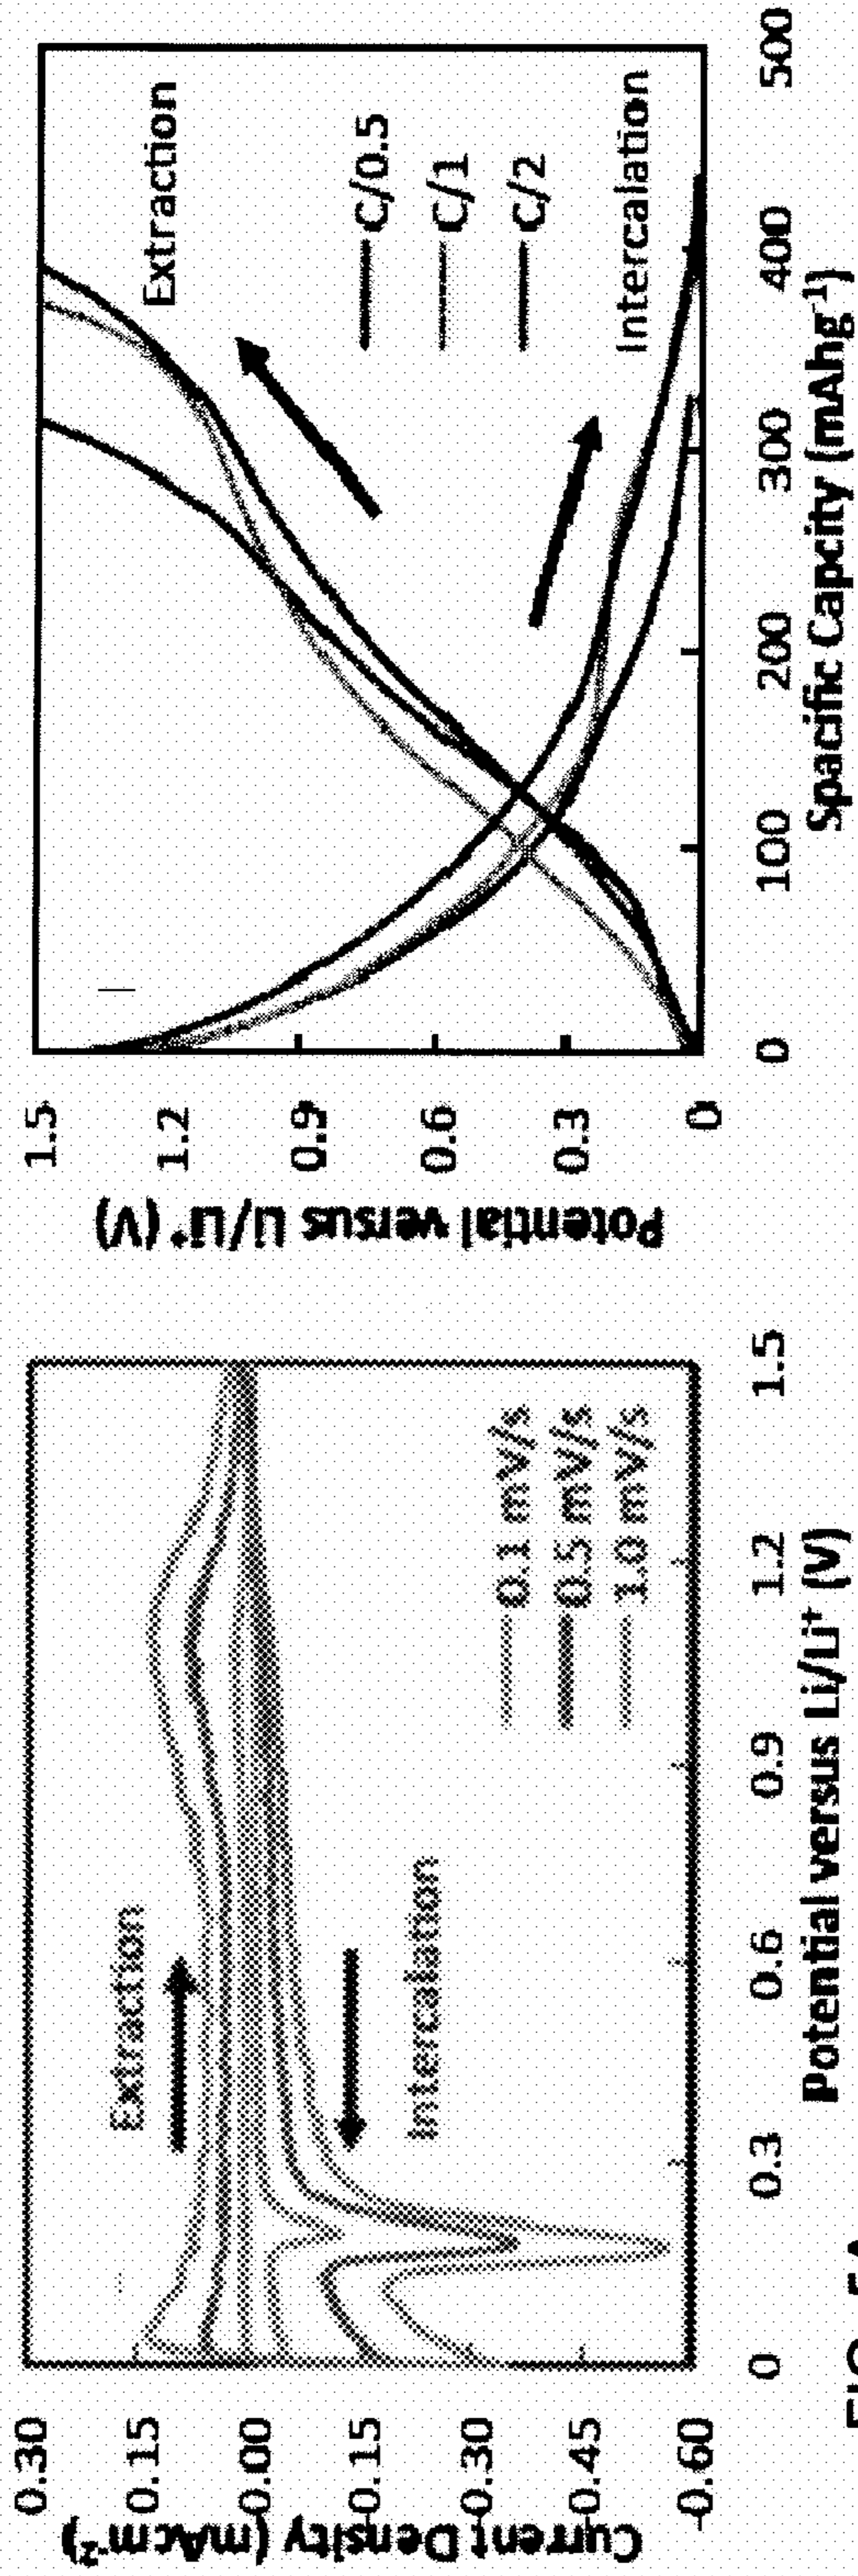 0.30
0.15
0.00
-0.15
-0.30
-0.45
-0.60
Current Density (mAcm⁻²)
Extraction
Intercalation
0.1 mV/s
0.5 mV/s
1.0 mV/s
0
0.3
0.6
0.9
1.2
1.5
Potential versus Li/Li⁺ (V)
1.5
1.2
0.9
0.6
0.3
0
Potential versus Li/Li⁺ (V)
Extraction
C/0.5
C/1
C/2
Intercalation
0
100
200
300
400
500
Spacific Capcity (mAhg⁻¹)